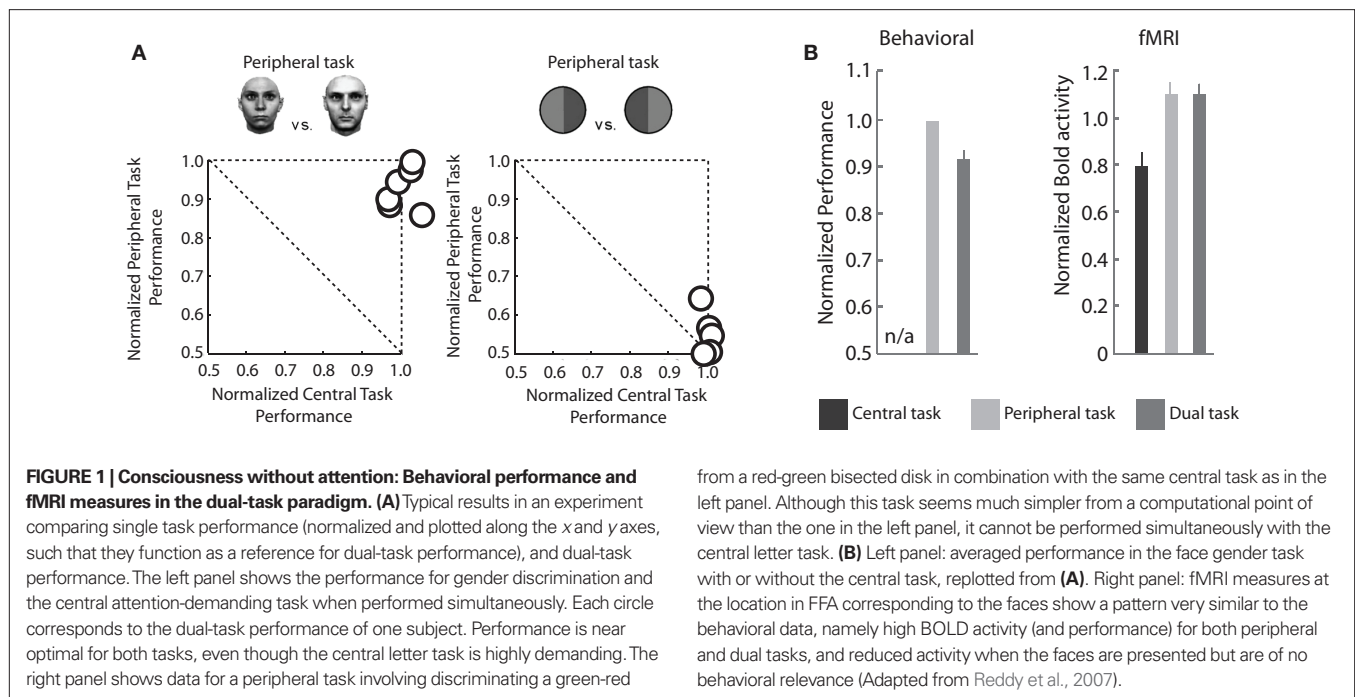 A
Peripheral task
vs.
Normalized Peripheral Task
Performance
1.0
0.9
0.8
0.7
0.6
0.5
0.5 0.6 0.7 0.8 0.9 1.0
Normalized Central Task
Performance
Peripheral task
vs.
Normalized Peripheral Task
Performance
1.0
0.9
0.8
0.7
0.6
0.5
0.5 0.6 0.7 0.8 0.9 1.0
Normalized Central Task
Performance
B
Behavioral
Normalized Performance
1.1
1.0
0.9
0.9
0.8
0.7
0.6
0.5
n/a
fMRI
Normalized Bold activity
1.2
1.0
0.8
0.6
0.4
0.2
0
Central task
Peripheral task
Dual task
FIGURE 1 | Consciousness without attention: Behavioral performance and
fMRI measures in the dual-task paradigm. (A) Typical results in an experiment
comparing single task performance (normalized and plotted along the x and y axes,
such that they function as a reference for dual-task performance), and dual-task
performance. The left panel shows the performance for gender discrimination and
the central attention-demanding task when performed simultaneously. Each circle
corresponds to the dual-task performance of one subject. Performance is near
optimal for both tasks, even though the central letter task is highly demanding. The
right panel shows data for a peripheral task involving discriminating a green-red
from a red-green bisected disk in combination with the same central task as in the
left panel. Although this task seems much simpler from a computational point of
view than the one in the left panel, it cannot be performed simultaneously with the
central letter task. (B) Left panel: averaged performance in the face gender task
with or without the central task, replotted from (A). Right panel: fMRI measures at
the location in FFA corresponding to the faces show a pattern very similar to the
behavioral data, namely high BOLD activity (and performance) for both peripheral
and dual tasks, and reduced activity when the faces are presented but are of no
behavioral relevance (Adapted from Reddy et al., 2007).